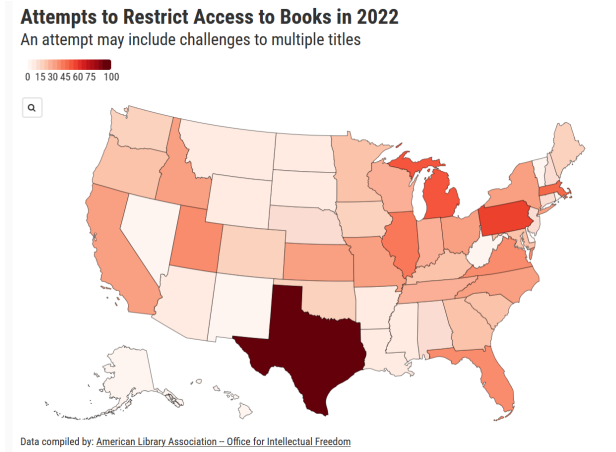 Attempts to Restrict Access to Books in 2022
An attempt may include challenges to multiple titles
0 15 30 45 60 75 100
Data compiled by: American Library Association – Office for Intellectual Freedom